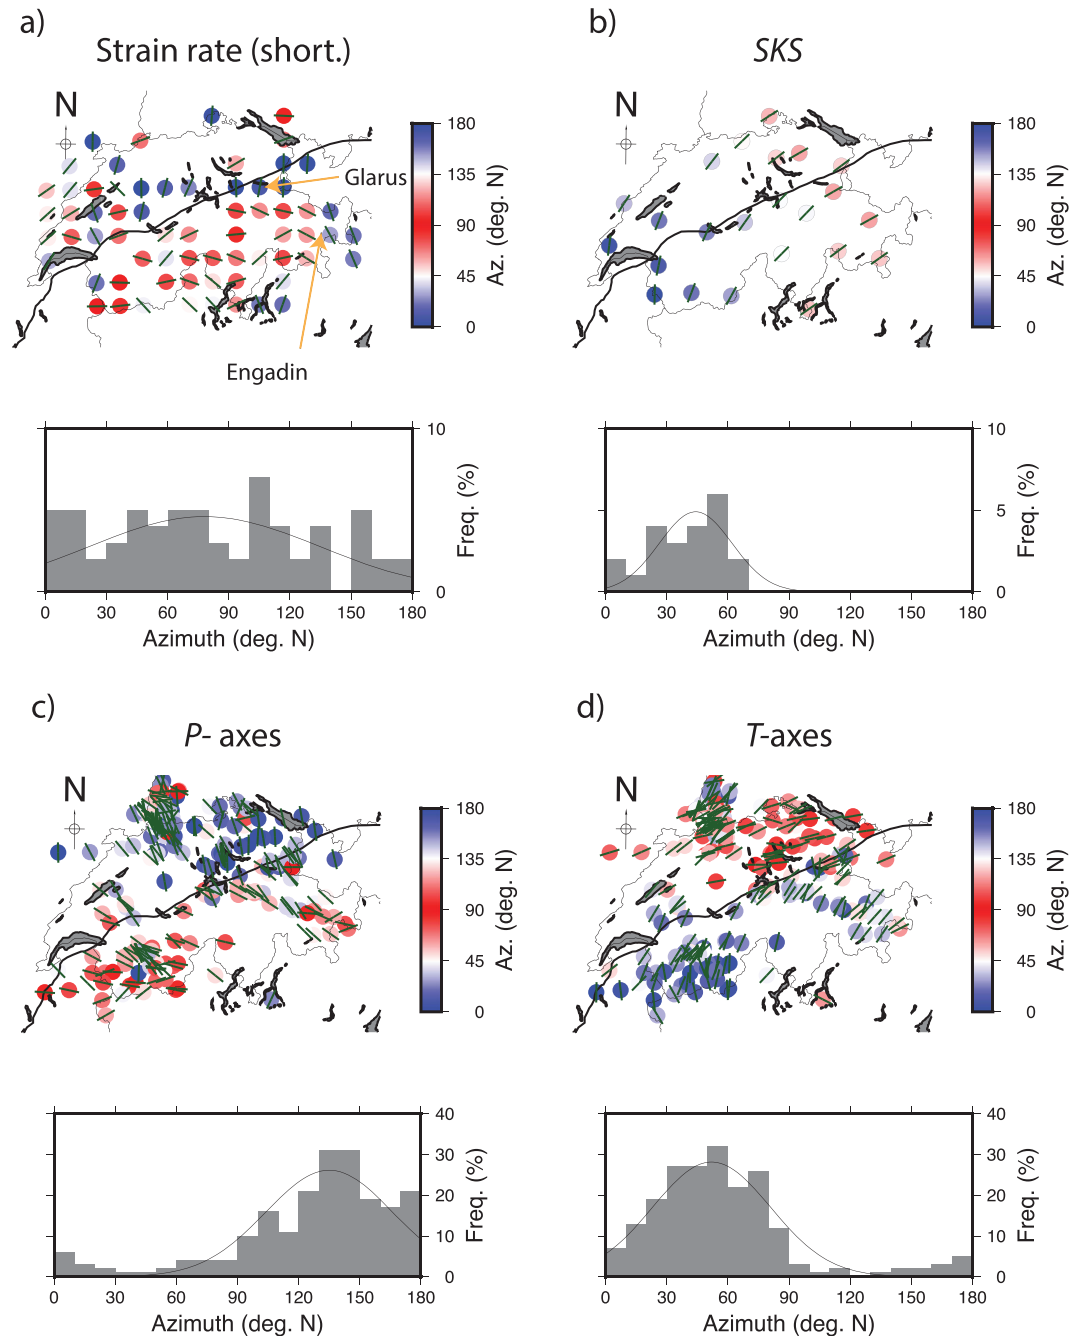 a)
Strain rate (short.)
N
Glarus
Engadin
180
135
90
45
0
Az. (deg. N)
10
5
0
Freq. (%)
0 30 60 90 120 150 180
Azimuth (deg. N)
b)
SKS
N
180
135
90
45
0
Az. (deg. N)
10
5
0
Freq. (%)
0 30 60 90 120 150 180
Azimuth (deg. N)
c)
P- axes
N
180
135
90
45
0
Az. (deg. N)
40
30
20
10
0
Freq. (%)
0 30 60 90 120 150 180
Azimuth (deg. N)
d)
T-axes
N
180
135
90
45
0
Az. (deg. N)
40
30
20
10
0
Freq. (%)
0 30 60 90 120 150 180
Azimuth (deg. N)